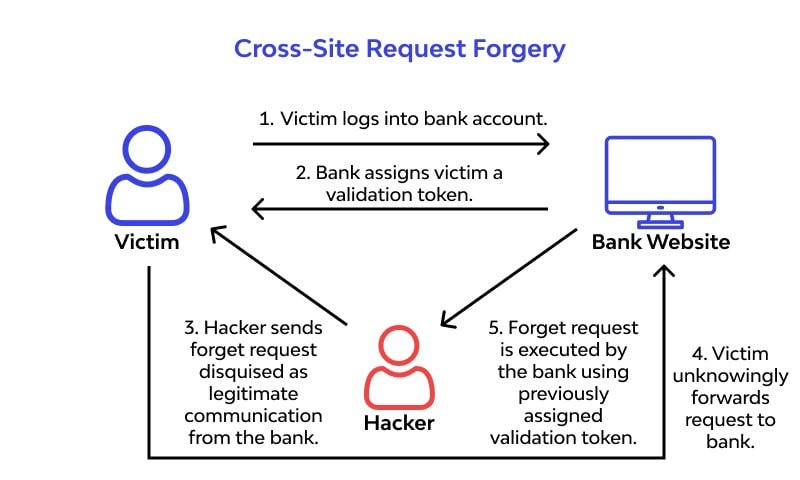 Cross-Site Request Forgery
1. Victim logs into bank account.
2. Bank assigns victim a
validation token.
Victim
Bank Website
3. Hacker sends
forget request
disquised as
legitimate
communication
from the bank.
Hacker
5. Forget request
is executed by
the bank using
previously
assigned
validation token.
4. Victim
unknowingly
forwards
request to
bank.